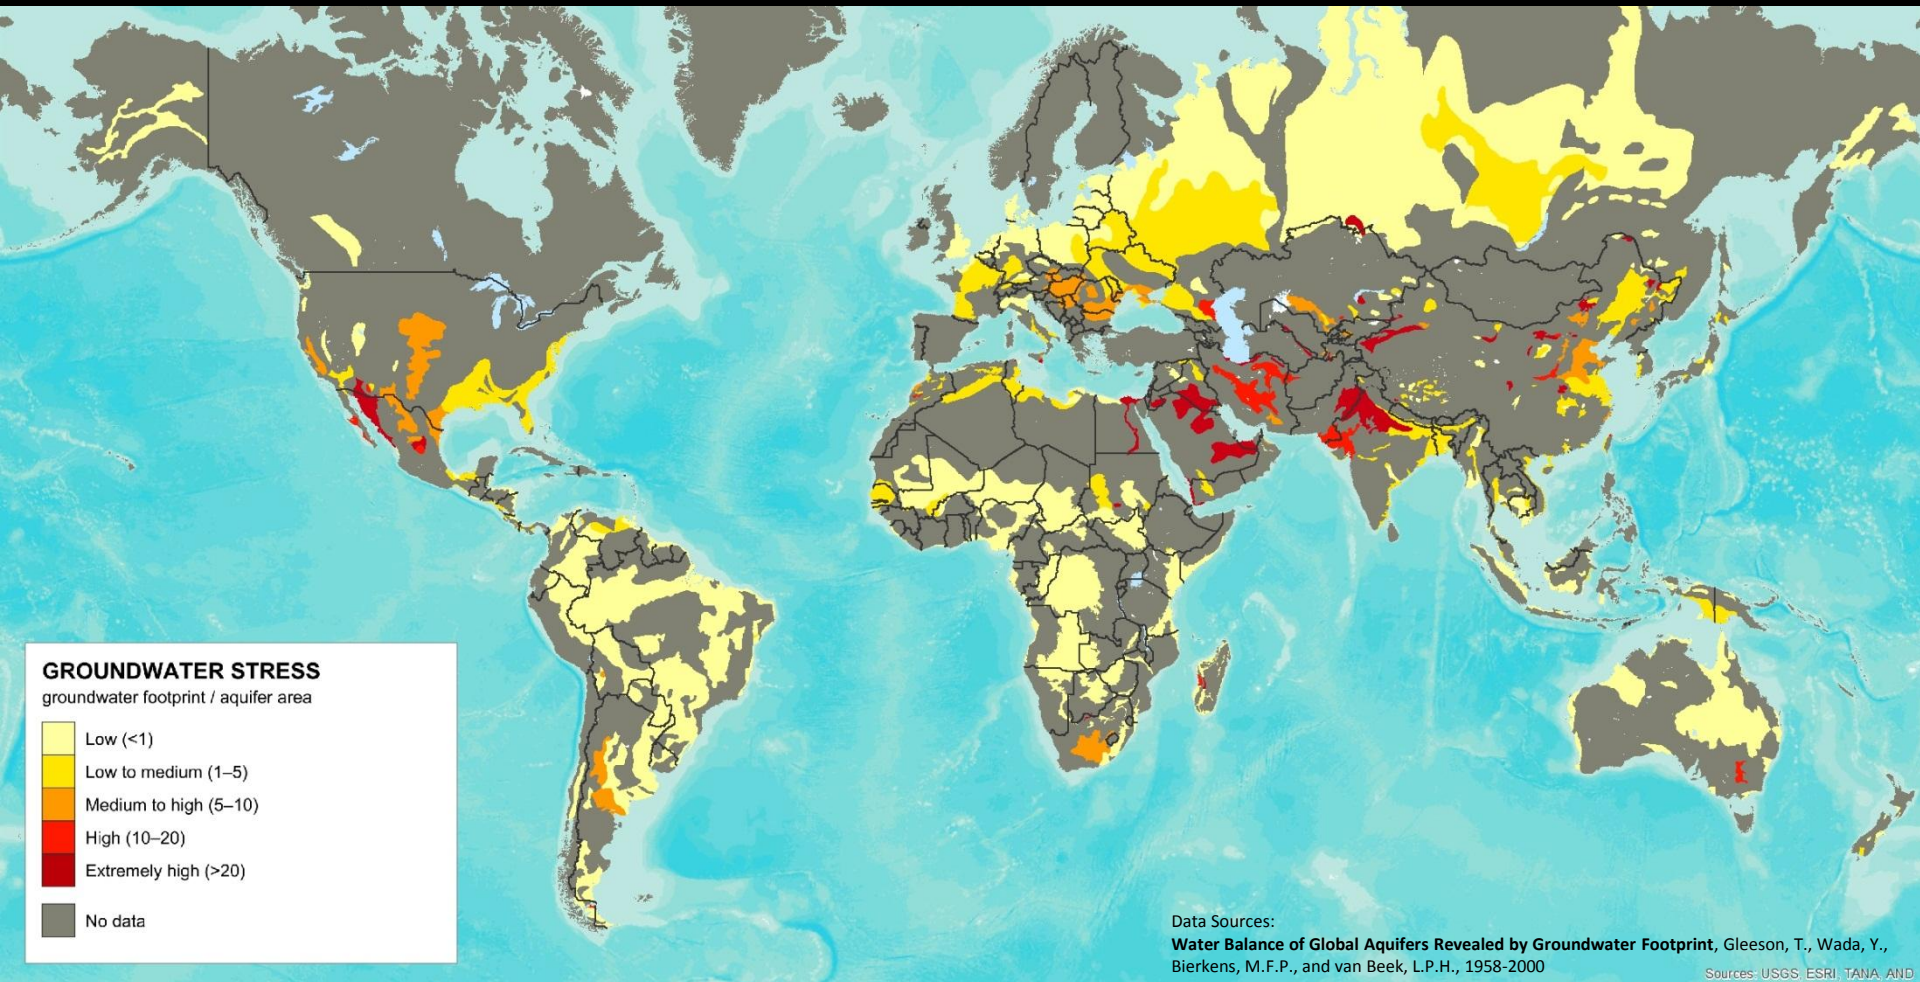 GROUNDWATER STRESS
groundwater footprint / aquifer area
Low (<1)
Low to medium (1–5)
Medium to high (5–10)
High (10–20)
Extremely high (>20)
No data
Data Sources:
Water Balance of Global Aquifers Revealed by Groundwater Footprint, Gleeson, T., Wada, Y.,
Bierkens, M.F.P., and van Beek, L.P.H., 1958-2000
Sources: USGS, ESRI, TANA, AND